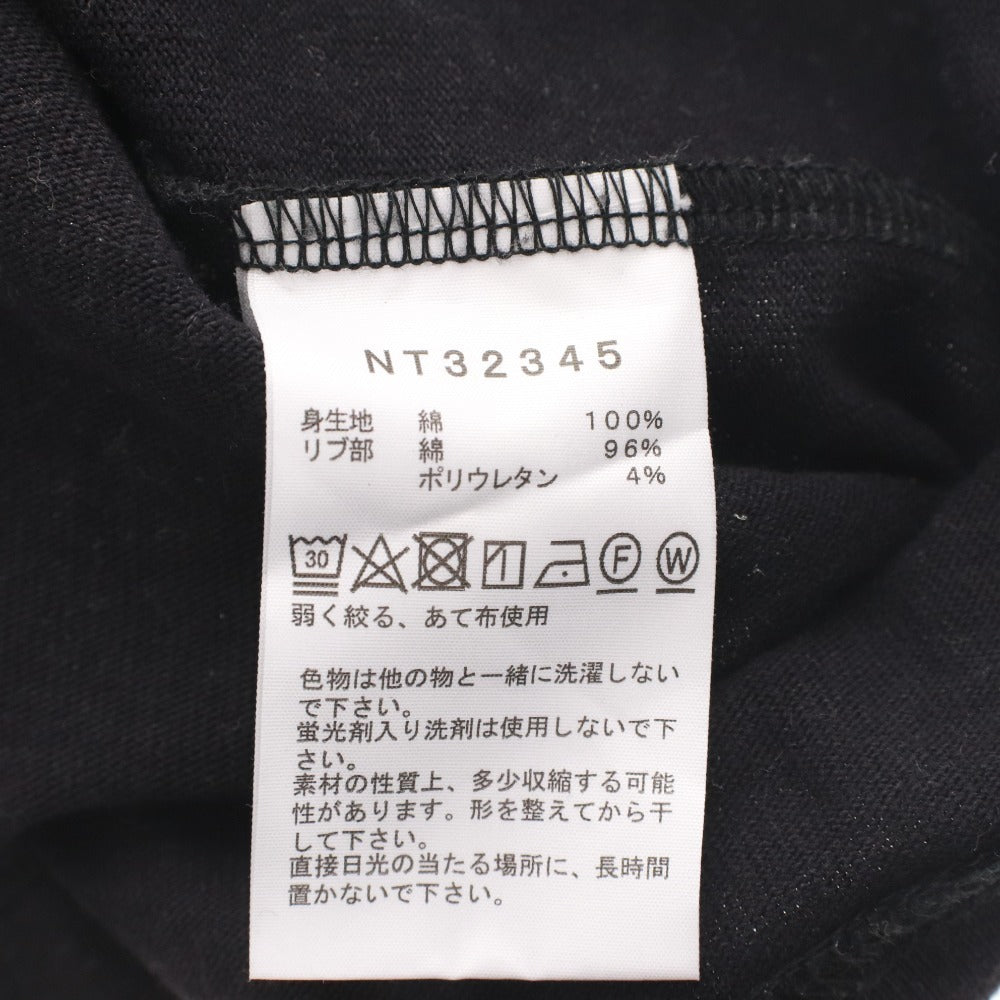 NT32345
身生地 綿 100%
リブ部 綿 96%
ポリウレタン 4%
30 F W
弱く絞る、あて布使用
色物は他の物と一緒に洗濯しない
で下さい。
蛍光剤入り洗剤は使用しないで下
さい。
素材の性質上、多少収縮する可能
性があります。形を整えてから干
して下さい。
直接日光の当たる場所に、長時間
置かないで下さい。